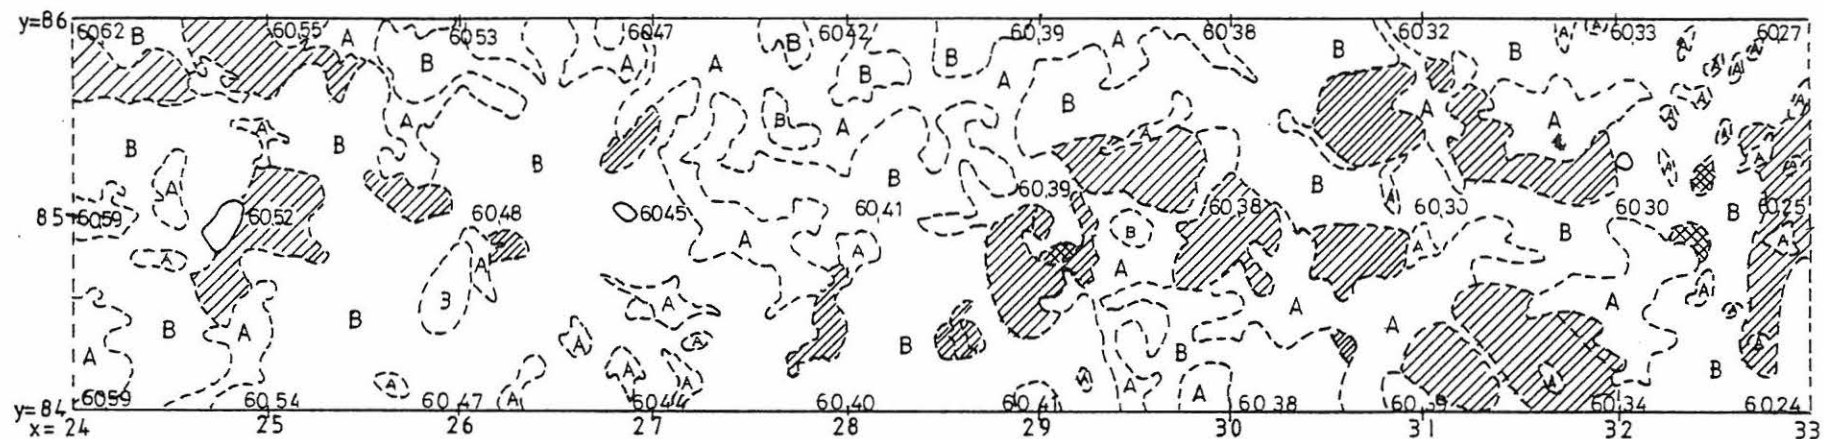 y=86 60,62 B 60,55 A B 60,53 60,47 A A B 60,42 B B 60,39 A A 60,38 B 60,32 B A A 60,33 A 60,27 A A A
B A B A B B A B A B A A A A A A A
A B A A A A
85 60,59 60,52 60,48 60,45 60,41 60,39 60,38 A 60,30 60,30 B 60,25
A A A A B A A B A
A B A B B A A A A A A
A A A A B B B A
y=84 60,59 60,54 A 60,47 A 60,44 A 60,40 60,41 A A A 60,38 A 60,34 60,24
x= 24 25 26 27 28 29 30 31 32 33